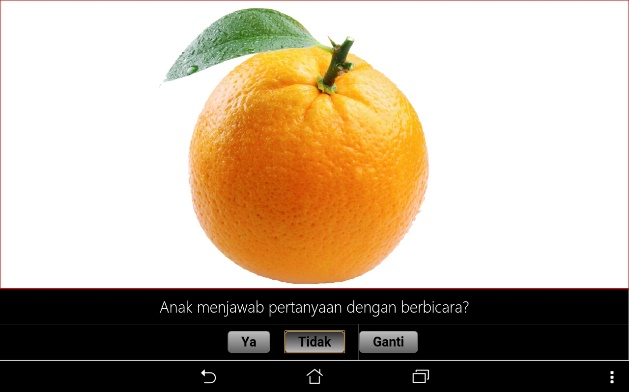 Anak menjawab pertanyaan dengan berbicara?
Ya Tidak Ganti